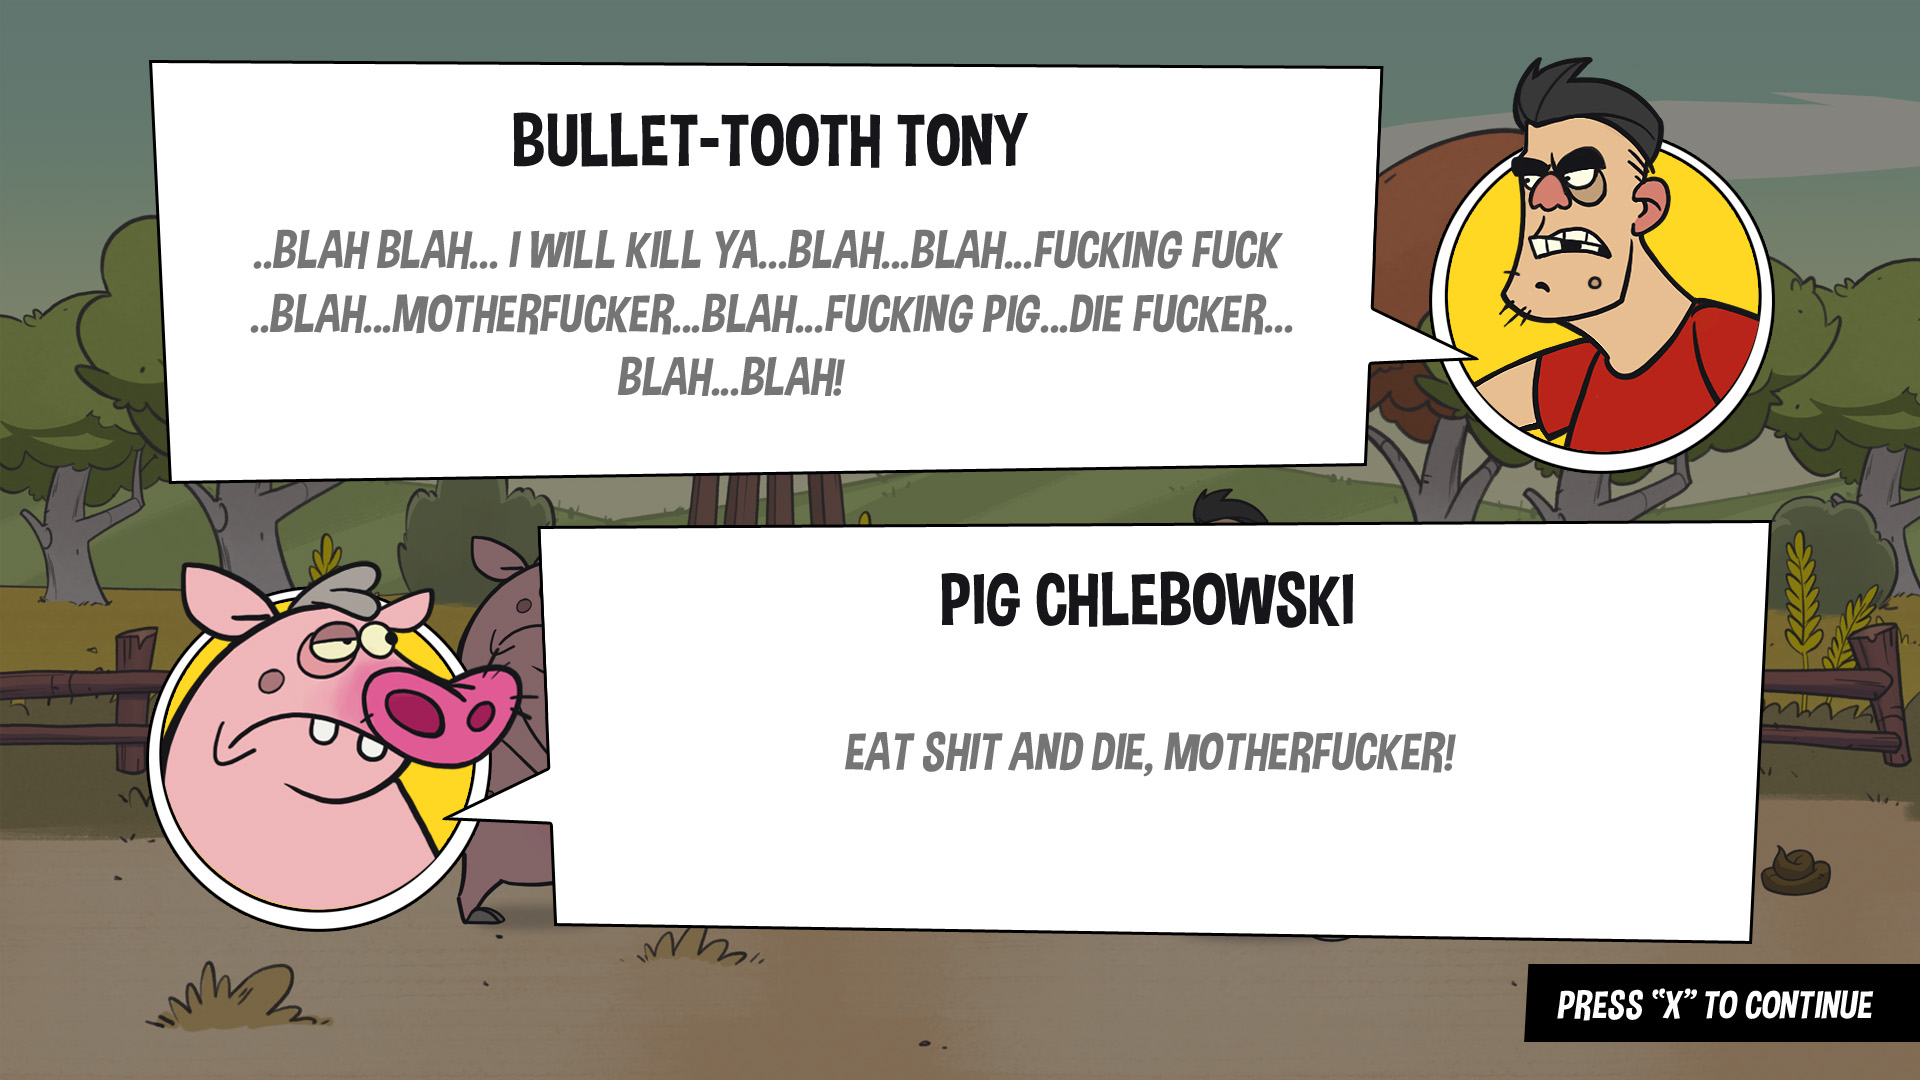 BULLET-TOOTH TONY
..BLAH BLAH... I WILL KILL YA...BLAH...BLAH...FUCKING FUCK
..BLAH...MOTHERFUCKER...BLAH...FUCKING PIG...DIE FUCKER...
BLAH...BLAH!
PIG CHLEBOWSKI
EAT SHIT AND DIE, MOTHERFUCKER!
PRESS “X” TO CONTINUE